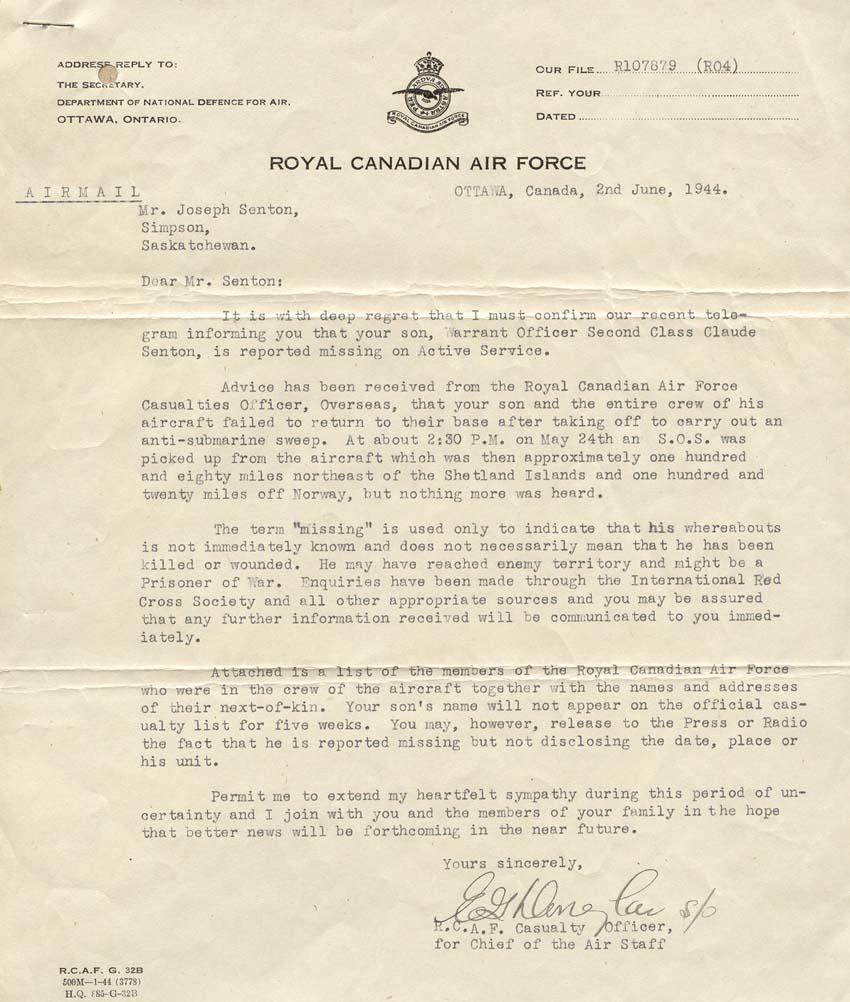 ADDRESS REPLY TO:
THE SECRETARY,
DEPARTMENT OF NATIONAL DEFENCE FOR AIR,
OTTAWA, ONTARIO.
PER ARDVA AD ASTRA
ROYAL CANADIAN AIR FORCE
OUR FILE R107879 (R04)
REF. YOUR
DATED
ROYAL CANADIAN AIR FORCE
AIRMAIL
OTTAWA, Canada, 2nd June, 1944.
Mr. Joseph Senton,
Simpson,
Saskatchewan.
Dear Mr. Senton:
It is with deep regret that I must confirm our recent tele-
gram informing you that your son, Warrant Officer Second Class Claude
Senton, is reported missing on Active Service.
Advice has been received from the Royal Canadian Air Force
Casualties Officer, Overseas, that your son and the entire crew of his
aircraft failed to return to their base after taking off to carry out an
anti-submarine sweep. At about 2:30 P.M. on May 24th an S.O.S. was
picked up from the aircraft which was then approximately one hundred
and eighty miles northeast of the Shetland Islands and one hundred and
twenty miles off Norway, but nothing more was heard.
The term "missing" is used only to indicate that his whereabouts
is not immediately known and does not necessarily mean that he has been
killed or wounded. He may have reached enemy territory and might be a
Prisoner of War. Enquiries have been made through the International Red
Cross Society and all other appropriate sources and you may be assured
that any further information received will be communicated to you immed-
iately.
Attached is a list of the members of the Royal Canadian Air Force
who were in the crew of the aircraft together with the names and addresses
of their next-of-kin. Your son's name will not appear on the official cas-
ualty list for five weeks. You may, however, release to the Press or Radio
the fact that he is reported missing but not disclosing the date, place or
his unit.
Permit me to extend my heartfelt sympathy during this period of un-
certainty and I join with you and the members of your family in the hope
that better news will be forthcoming in the near future.
Yours sincerely,
R.C.A.F. Casualty Officer,
for Chief of the Air Staff
R.C.A.F. G. 32B
500M—1-44 (3778)
H.Q. 885-G-32B